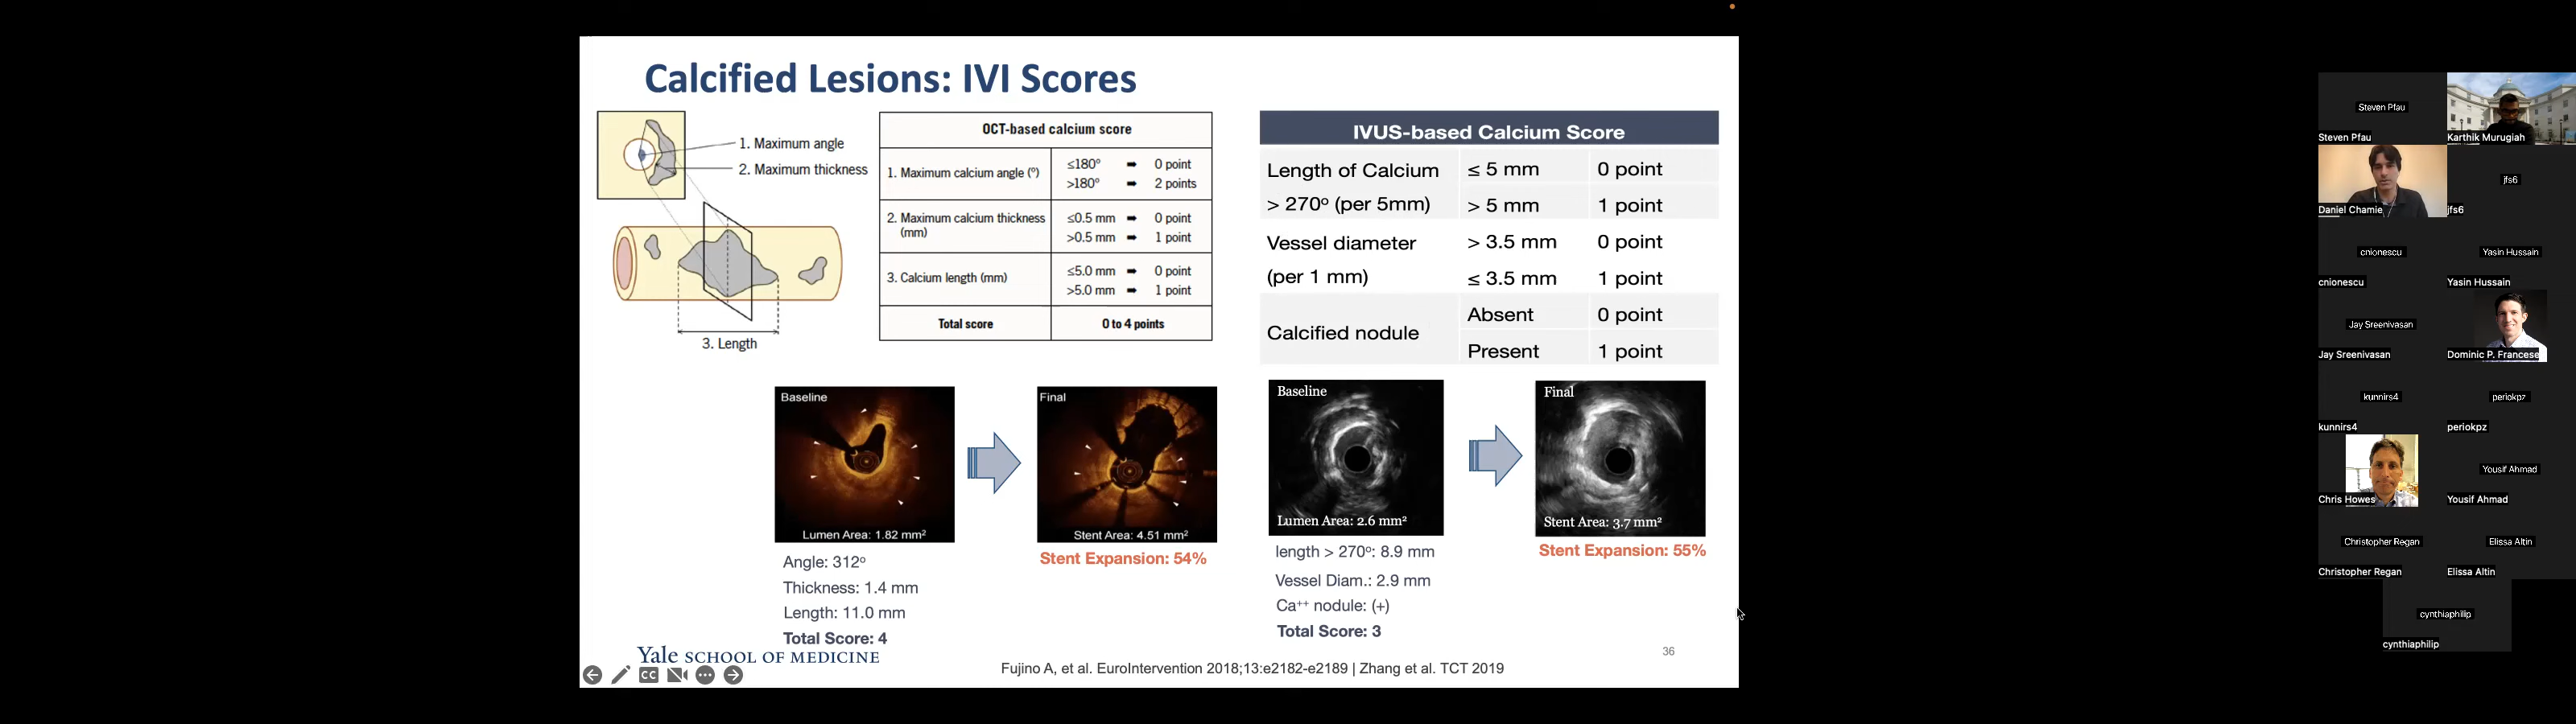 Calcified Lesions: IVI Scores
1. Maximum angle
2. Maximum thickness
3. Length
OCT-based calcium score
1. Maximum calcium angle (°)
≤180° ➡ 0 point
>180° ➡ 2 points
2. Maximum calcium thickness
(mm)
≤0.5 mm ➡ 0 point
>0.5 mm ➡ 1 point
3. Calcium length (mm)
≤5.0 mm ➡ 0 point
>5.0 mm ➡ 1 point
Total score
0 to 4 points
IVUS-based Calcium Score
Length of Calcium
> 270º (per 5mm)
≤ 5 mm 0 point
> 5 mm 1 point
Vessel diameter
(per 1 mm)
> 3.5 mm 0 point
≤ 3.5 mm 1 point
Calcified nodule
Absent 0 point
Present 1 point
Baseline
Lumen Area: 1.82 mm²
Final
Stent Area: 4.51 mm²
Angle: 312º
Thickness: 1.4 mm
Length: 11.0 mm
Total Score: 4
Stent Expansion: 54%
Baseline
Lumen Area: 2.6 mm²
Final
Stent Area: 3.7 mm²
length > 270º: 8.9 mm
Vessel Diam.: 2.9 mm
Ca⁺⁺ nodule: (+)
Total Score: 3
Stent Expansion: 55%
Yale SCHOOL OF MEDICINE
36
Fujino A, et al. EuroIntervention 2018;13:e2182-e2189 | Zhang et al. TCT 2019
CC
Steven Pfau
Steven Pfau
Karthik Murugiah
Daniel Chamie
jfs6
jfs6
cnionescu
cnionescu
Yasin Hussain
Yasin Hussain
Jay Sreenivasan
Jay Sreenivasan
Dominic P. Francese
kunnirs4
kunnirs4
periokpz
periokpz
Chris Howes
Yousif Ahmad
Yousif Ahmad
Christopher Regan
Christopher Regan
Elissa Altin
Elissa Altin
cynthiaphilip
cynthiaphilip